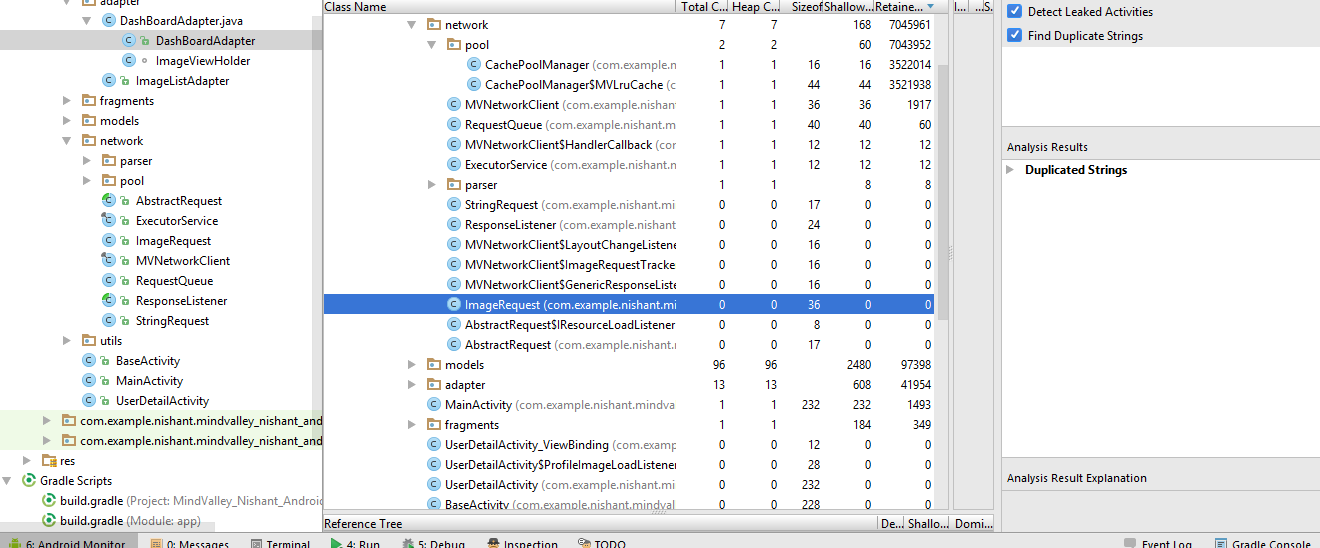 adapter
DashBoardAdapter.java
DashBoardAdapter
ImageViewHolder
ImageListAdapter
fragments
models
network
parser
pool
AbstractRequest
ExecutorService
ImageRequest
MVNetworkClient
RequestQueue
ResponseListener
StringRequest
utils
BaseActivity
MainActivity
UserDetailActivity
com.example.nishant.mindvalley_nishant_and
com.example.nishant.mindvalley_nishant_and
res
Gradle Scripts
build.gradle (Project: MindValley_Nishant_Android
build.gradle (Module: app)
Class Name Total C... Heap C... Sizeof Shallow... Retaine... I... ... S.
network 7 7 168 7045961
pool 2 2 60 7043952
CachePoolManager (com.example.n 1 1 16 16 3522014
CachePoolManager$MVLruCache (c 1 1 44 44 3521938
MVNetworkClient (com.example.nishant.m 1 1 36 36 1917
RequestQueue (com.example.nishant.m 1 1 40 40 60
MVNetworkClient$HandlerCallback (cor 1 1 12 12 12
ExecutorService (com.example.nishant.m 1 1 12 12 12
parser 1 1 8 8
StringRequest (com.example.nishant.mi 0 0 17 0 0
ResponseListener (com.example.nishant. 0 0 24 0 0
MVNetworkClient$LayoutChangeListene 0 0 16 0 0
MVNetworkClient$ImageRequestTracke 0 0 16 0 0
MVNetworkClient$GenericResponseListe 0 0 16 0 0
ImageRequest (com.example.nishant.mi 0 0 36 0 0
AbstractRequest$IResourceLoadListener 0 0 8 0 0
AbstractRequest (com.example.nishant. 0 0 17 0 0
models 96 96 2480 97398
adapter 13 13 608 41954
MainActivity (com.example.nishant.mindva 1 1 232 232 1493
fragments 1 1 184 349
UserDetailActivity_ViewBinding (com.examp 0 0 12 0 0
UserDetailActivity$ProfileImageLoadListener 0 0 28 0 0
UserDetailActivity (com.example.nishant.m 0 0 232 0 0
BaseActivity (com.example.nishant.mindval 0 0 228 0 0
Reference Tree De... Shallo... Domi...
Detect Leaked Activities
Find Duplicate Strings
Analysis Results
Duplicated Strings
Analysis Result Explanation
6: Android Monitor 0: Messages Terminal 4: Run 5: Debug Inspection TODO Event Log Gradle Console